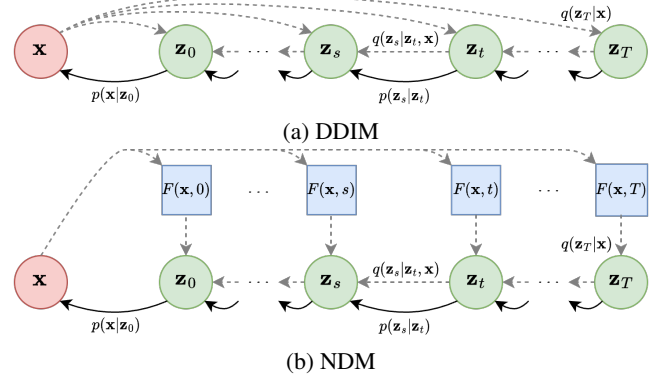 q(z_T|x)
x z_0 ... z_s q(z_s|z_t, x) z_t ... z_T
p(x|z_0) p(z_s|z_t)
(a) DDIM
F(x, 0) ... F(x, s) F(x, t) ... F(x, T)
q(z_T|x)
x z_0 ... z_s q(z_s|z_t, x) z_t ... z_T
p(x|z_0) p(z_s|z_t)
(b) NDM